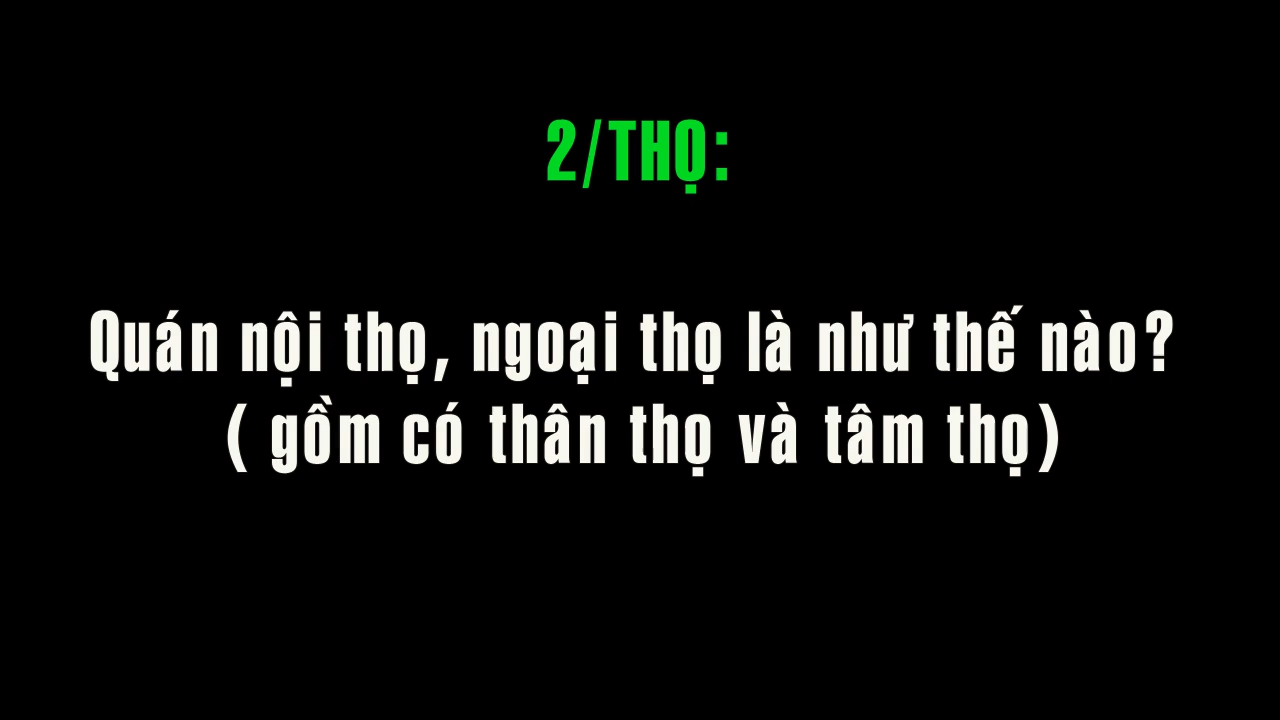 2/THỌ:
Quán nội thọ, ngoại thọ là như thế nào?
( gồm có thân thọ và tâm thọ)